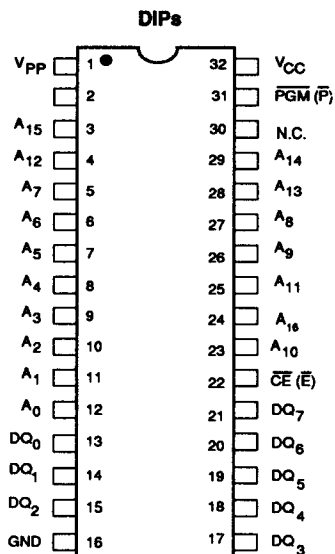 DIPs
VPP 1 32 VCC
2 31 PGM (P)
A15 3 30 N.C.
A12 4 29 A14
A7 5 28 A13
A6 6 27 A8
A5 7 26 A9
A4 8 25 A11
A3 9 24 A16
A2 10 23 A10
A1 11 22 CE (E)
A0 12 21 DQ7
DQ0 13 20 DQ6
DQ1 14 19 DQ5
DQ2 15 18 DQ4
GND 16 17 DQ3